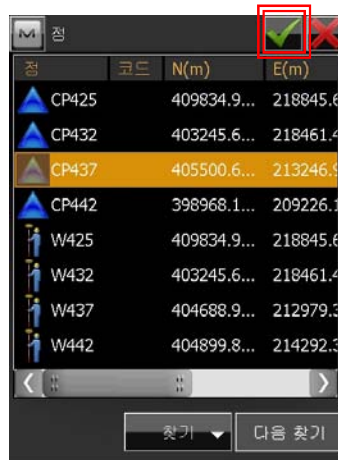 점
점 코드 N(m) E(m)
CP425 409834.9... 218845.6
CP432 403245.6... 218461.4
CP437 405500.6... 213246.9
CP442 398968.1... 209226.1
W425 409834.9... 218845.6
W432 403245.6... 218461.4
W437 404688.9... 212979.3
W442 404899.8... 214292.3
찾기 다음 찾기